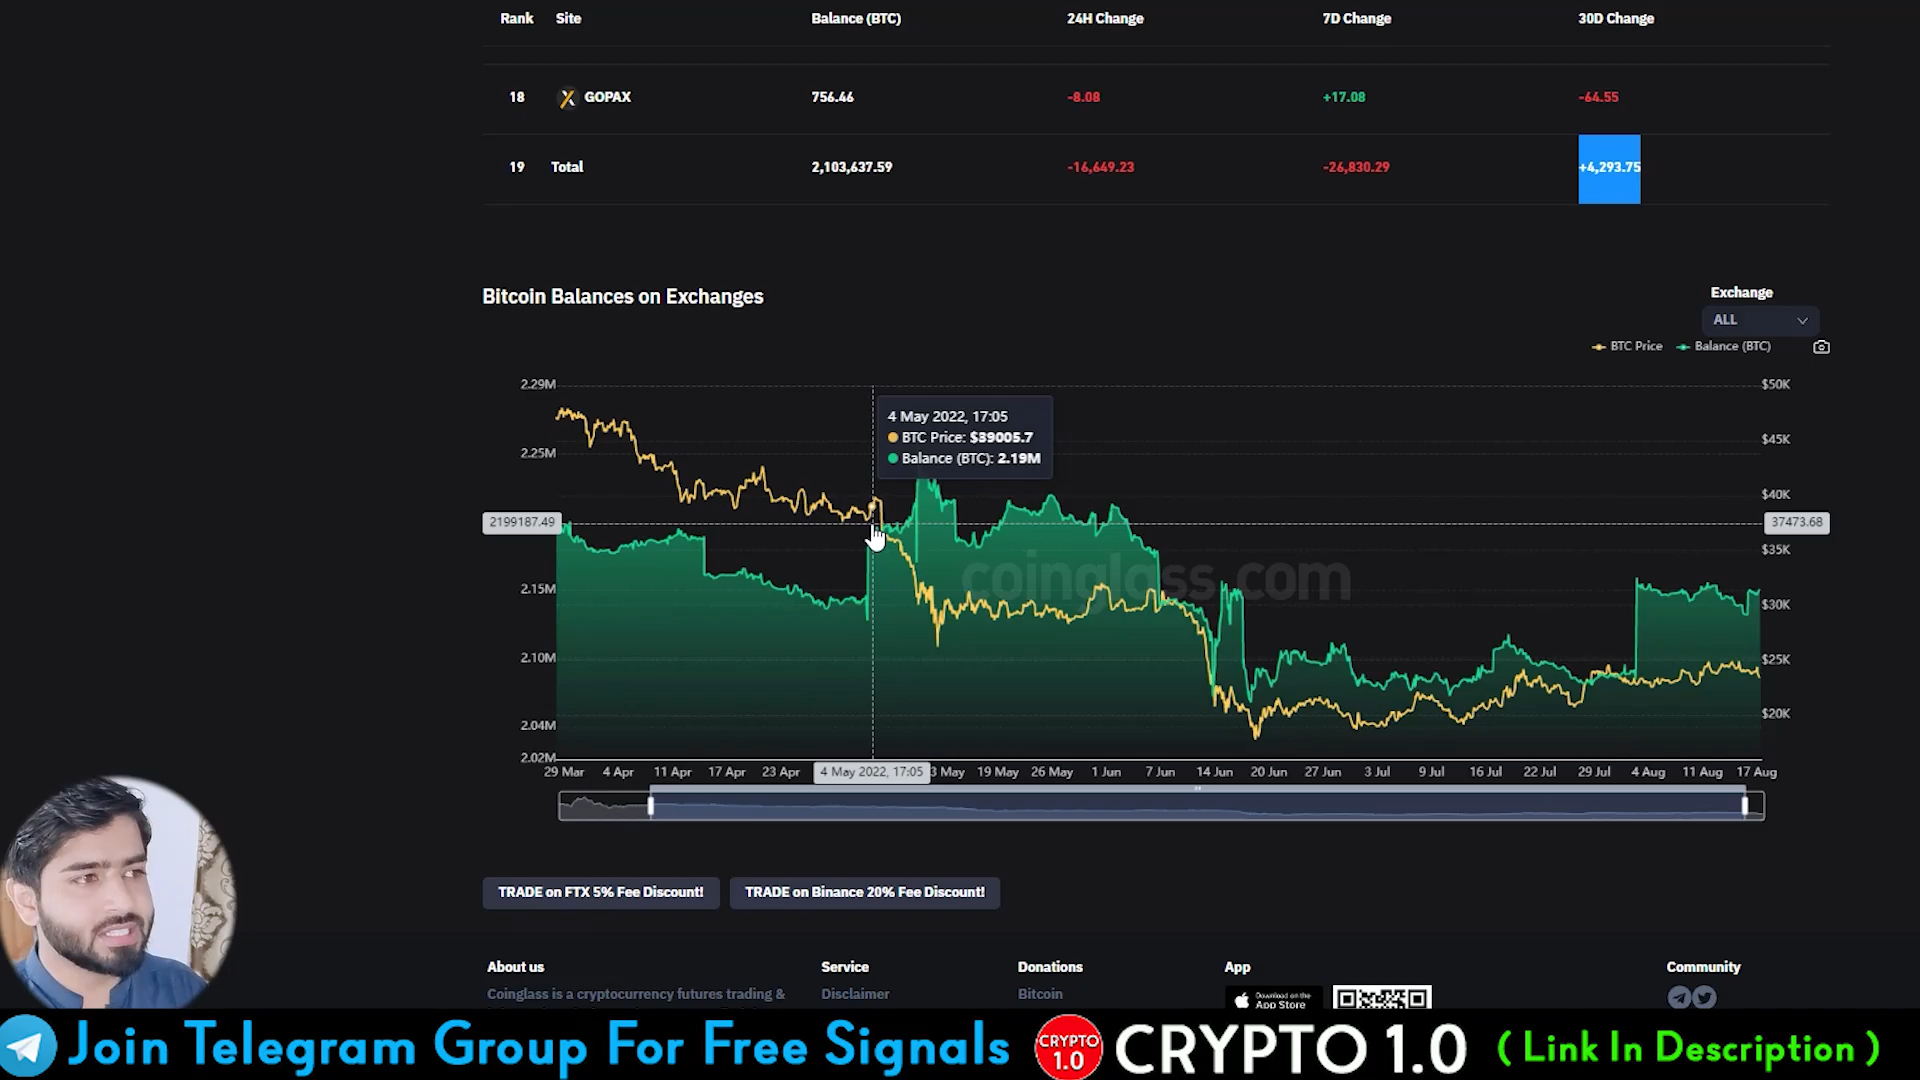 Rank Site Balance (BTC) 24H Change 7D Change 30D Change
18 GOPAX 756.46 -8.08 +17.08 -64.55
19 Total 2,103,637.59 -16,649.23 -26,830.29 +4,293.75
Bitcoin Balances on Exchanges
Exchange
ALL
BTC Price Balance (BTC)
2.29M
2.25M
2199187.49
2.15M
2.10M
2.04M
2.02M
4 May 2022, 17:05
BTC Price: $39005.7
Balance (BTC): 2.19M
coinglass.com
$50K
$45K
$40K
37473.68
$35K
$30K
$25K
$20K
29 Mar 4 Apr 11 Apr 17 Apr 23 Apr 4 May 2022, 17:05 3 May 19 May 26 May 1 Jun 7 Jun 14 Jun 20 Jun 27 Jun 3 Jul 9 Jul 16 Jul 22 Jul 29 Jul 4 Aug 11 Aug 17 Aug
TRADE on FTX 5% Fee Discount! TRADE on Binance 20% Fee Discount!
About us Service Donations App Community
Coinglass is a cryptocurrency futures trading & Disclaimer Bitcoin
Download on the
App Store
Join Telegram Group For Free Signals CRYPTO 1.0 CRYPTO 1.0 ( Link In Description )